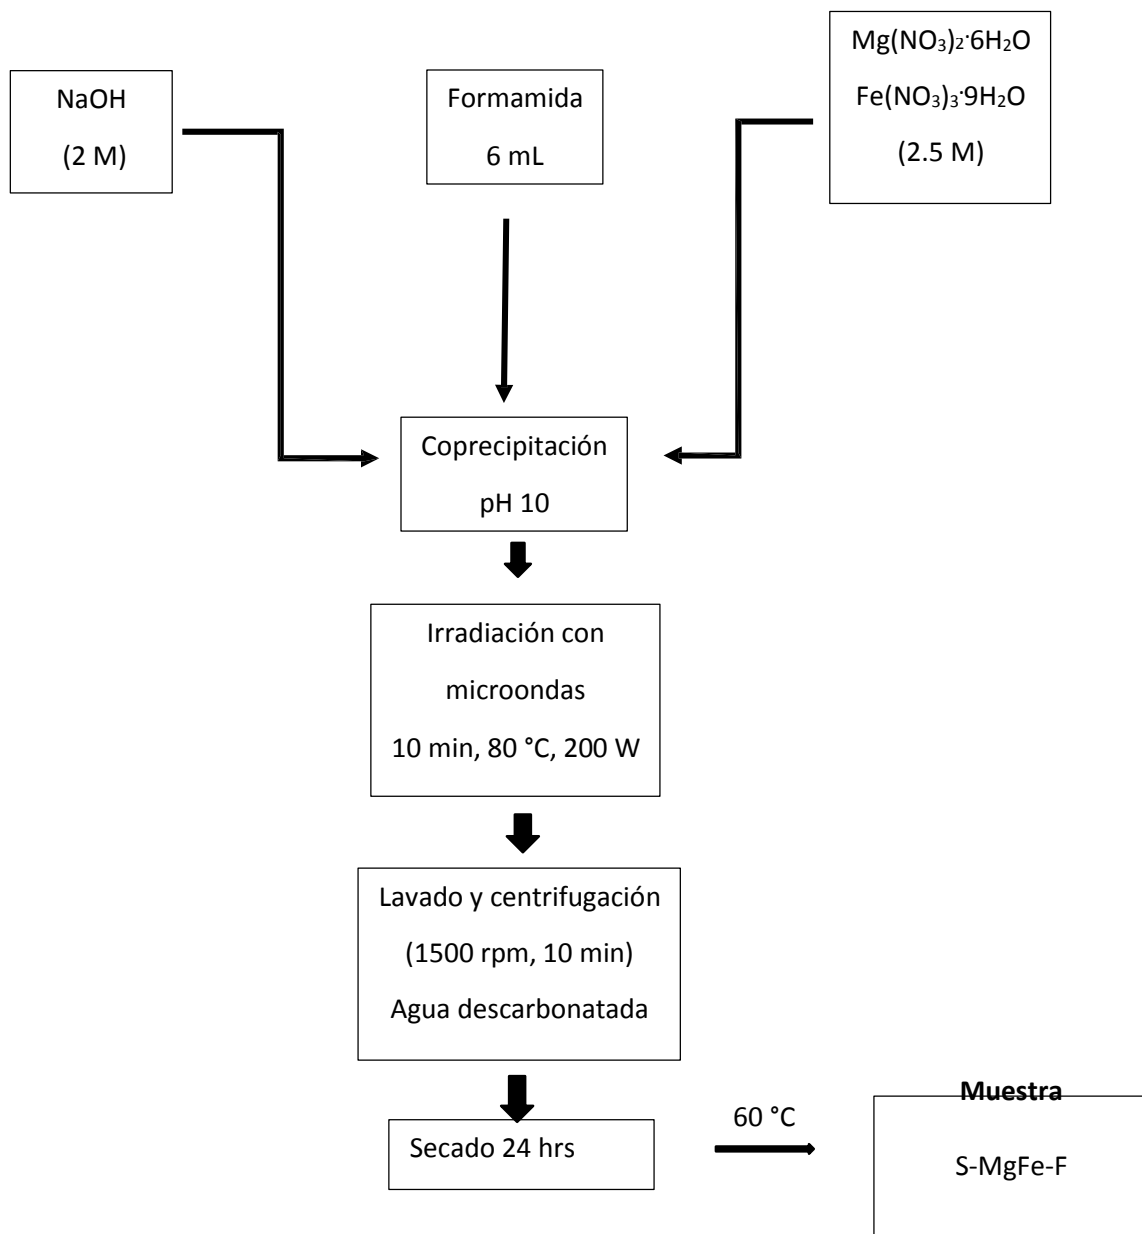 NaOH
(2 M)
Formamida
6 mL
Mg(NO₃)₂·6H₂O
Fe(NO₃)₃·9H₂O
(2.5 M)
Coprecipitación
pH 10
Irradiación con
microondas
10 min, 80 °C, 200 W
Lavado y centrifugación
(1500 rpm, 10 min)
Agua descarbonatada
Secado 24 hrs
60 °C
Muestra
S-MgFe-F